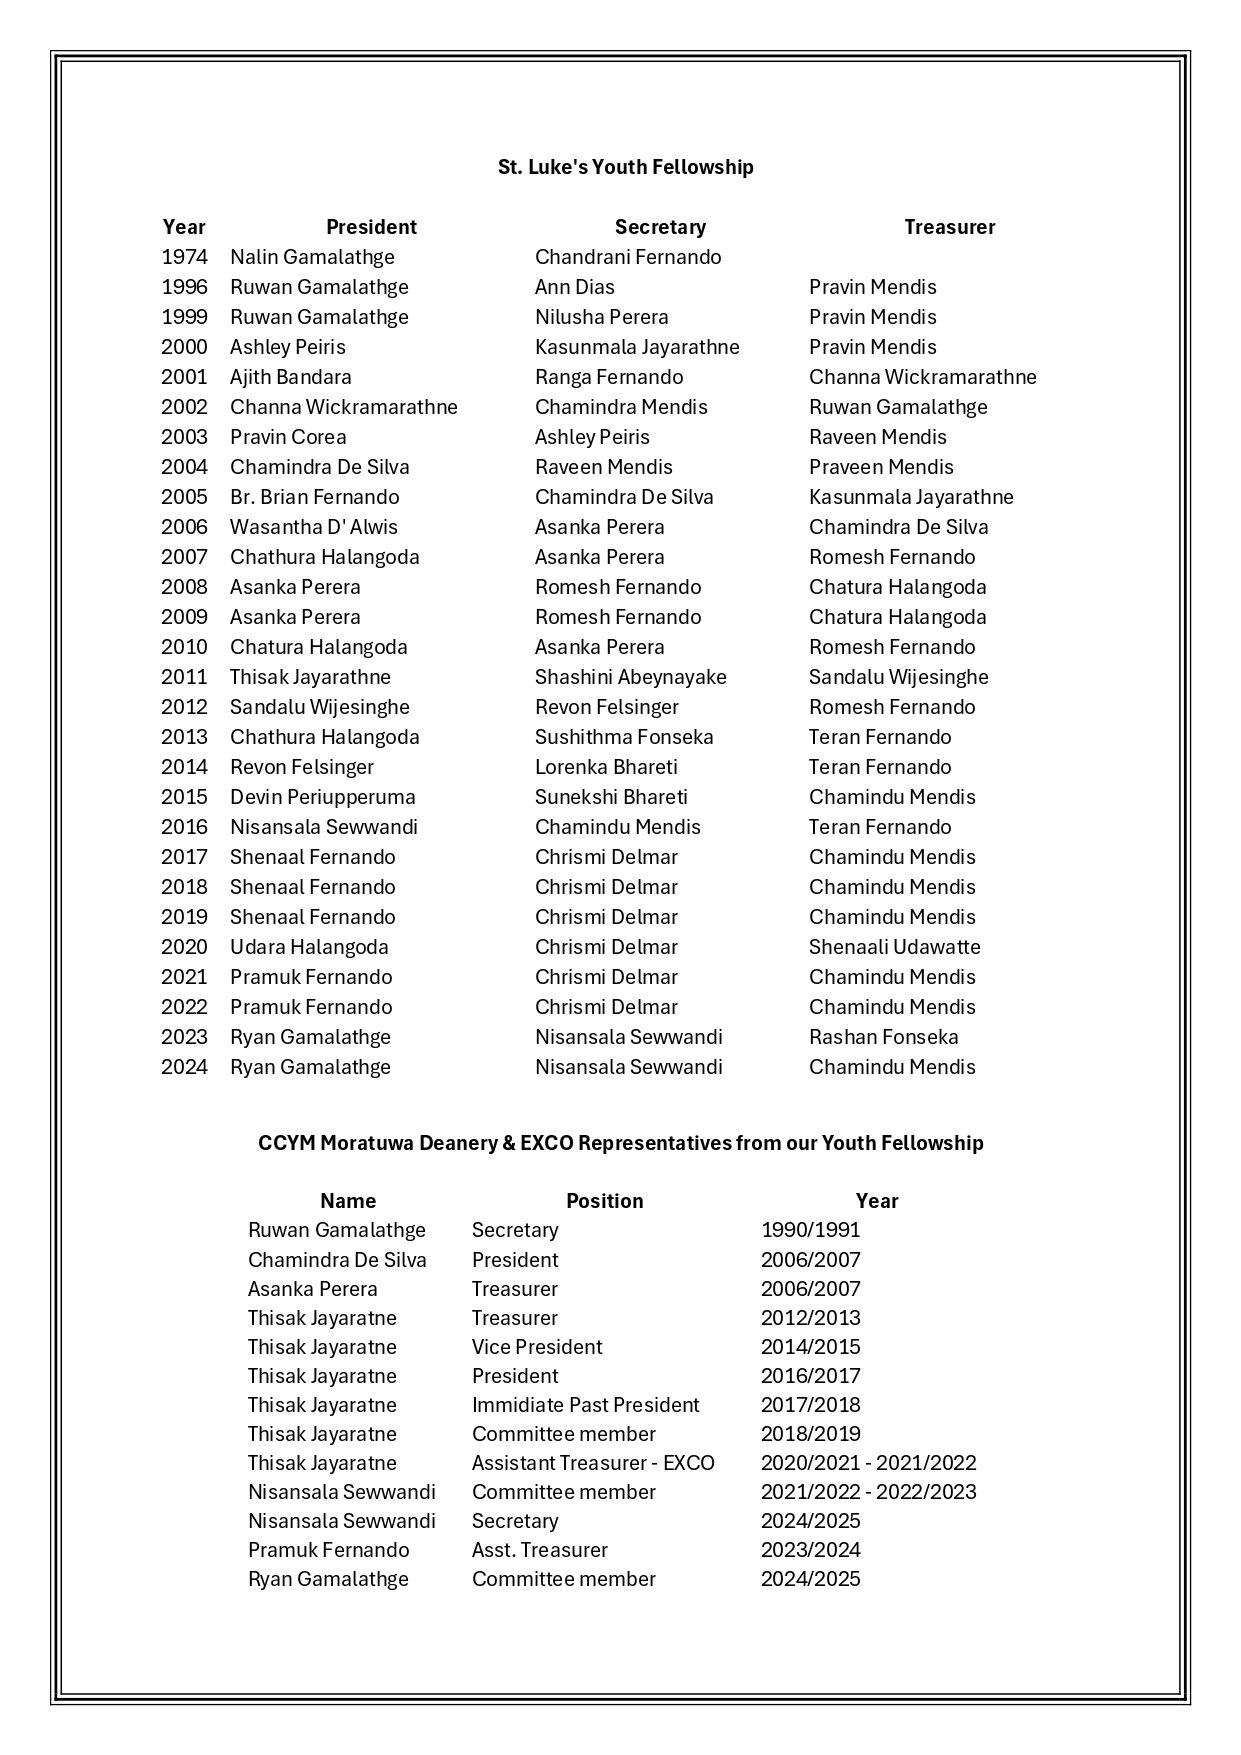 St. Luke's Youth Fellowship
Year President Secretary Treasurer
1974 Nalin Gamalathge Chandrani Fernando
1996 Ruwan Gamalathge Ann Dias Pravin Mendis
1999 Ruwan Gamalathge Nilusha Perera Pravin Mendis
2000 Ashley Peiris Kasunmala Jayarathne Pravin Mendis
2001 Ajith Bandara Ranga Fernando Channa Wickramarathne
2002 Channa Wickramarathne Chamindra Mendis Ruwan Gamalathge
2003 Pravin Corea Ashley Peiris Raveen Mendis
2004 Chamindra De Silva Raveen Mendis Praveen Mendis
2005 Br. Brian Fernando Chamindra De Silva Kasunmala Jayarathne
2006 Wasantha D' Alwis Asanka Perera Chamindra De Silva
2007 Chathura Halangoda Asanka Perera Romesh Fernando
2008 Asanka Perera Romesh Fernando Chatura Halangoda
2009 Asanka Perera Romesh Fernando Chatura Halangoda
2010 Chatura Halangoda Asanka Perera Romesh Fernando
2011 Thisak Jayarathne Shashini Abeynayake Sandalu Wijesinghe
2012 Sandalu Wijesinghe Revon Felsinger Romesh Fernando
2013 Chathura Halangoda Sushithma Fonseka Teran Fernando
2014 Revon Felsinger Lorenka Bhareti Teran Fernando
2015 Devin Periupperuma Sunekshi Bhareti Chamindu Mendis
2016 Nisansala Sewwandi Chamindu Mendis Teran Fernando
2017 Shenaal Fernando Chrismi Delmar Chamindu Mendis
2018 Shenaal Fernando Chrismi Delmar Chamindu Mendis
2019 Shenaal Fernando Chrismi Delmar Chamindu Mendis
2020 Udara Halangoda Chrismi Delmar Shenaali Udawatte
2021 Pramuk Fernando Chrismi Delmar Chamindu Mendis
2022 Pramuk Fernando Chrismi Delmar Chamindu Mendis
2023 Ryan Gamalathge Nisansala Sewwandi Rashan Fonseka
2024 Ryan Gamalathge Nisansala Sewwandi Chamindu Mendis
CCYM Moratuwa Deanery & EXCO Representatives from our Youth Fellowship
Name Position Year
Ruwan Gamalathge Secretary 1990/1991
Chamindra De Silva President 2006/2007
Asanka Perera Treasurer 2006/2007
Thisak Jayaratne Treasurer 2012/2013
Thisak Jayaratne Vice President 2014/2015
Thisak Jayaratne President 2016/2017
Thisak Jayaratne Immidiate Past President 2017/2018
Thisak Jayaratne Committee member 2018/2019
Thisak Jayaratne Assistant Treasurer - EXCO 2020/2021 - 2021/2022
Nisansala Sewwandi Committee member 2021/2022 - 2022/2023
Nisansala Sewwandi Secretary 2024/2025
Pramuk Fernando Asst. Treasurer 2023/2024
Ryan Gamalathge Committee member 2024/2025